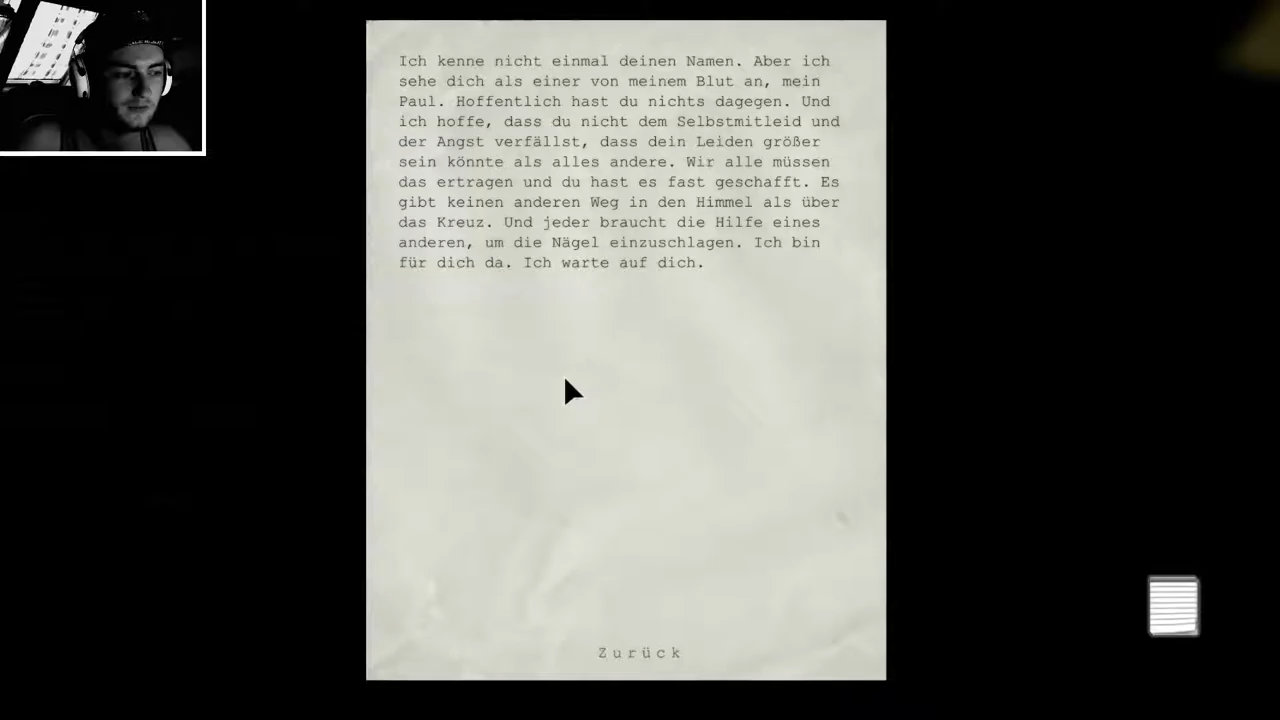 Ich kenne nicht einmal deinen Namen. Aber ich
sehe dich als einer von meinem Blut an, mein
Paul. Hoffentlich hast du nichts dagegen. Und
ich hoffe, dass du nicht dem Selbstmitleid und
der Angst verfällst, dass dein Leiden größer
sein könnte als alles andere. Wir alle müssen
das ertragen und du hast es fast geschafft. Es
gibt keinen anderen Weg in den Himmel als über
das Kreuz. Und jeder braucht die Hilfe eines
anderen, um die Nägel einzuschlagen. Ich bin
für dich da. Ich warte auf dich.
Zurück